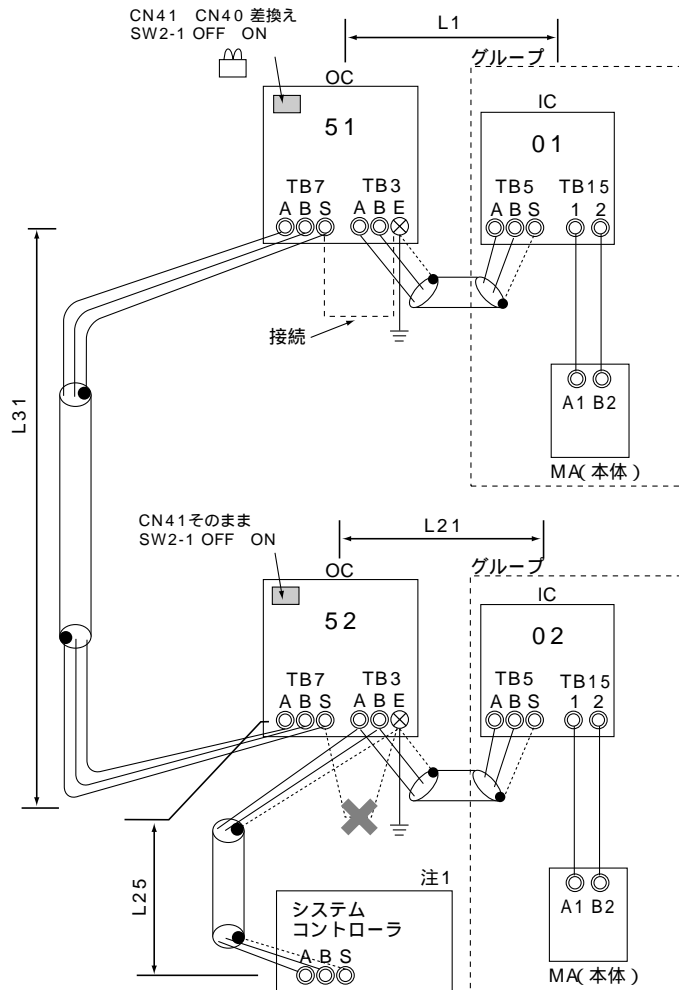 CN41 CN40 差換え
SW2-1 OFF ON
L1
グループ
OC
IC
51
01
TB7 TB3
A B S A B E
TB5 TB15
A B S 1 2
接続
L31
A1 B2
MA(本体)
CN41そのまま
SW2-1 OFF ON
L21
グループ
OC
IC
52
02
TB7 TB3
A B S A B E
TB5 TB15
A B S 1 2
L25
注1
システム
コントローラ
A B S
A1 B2
MA(本体)